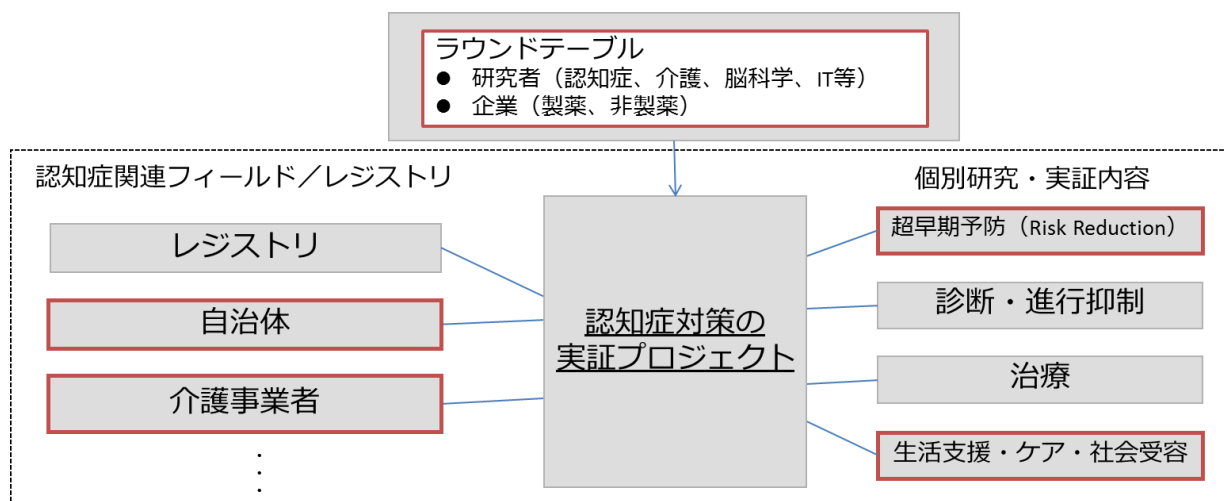 ラウンドテーブル
● 研究者（認知症、介護、脳科学、IT等）
● 企業（製薬、非製薬）
認知症関連フィールド／レジストリ
レジストリ
自治体
介護事業者
・
・
・
認知症対策の
実証プロジェクト
個別研究・実証内容
超早期予防（Risk Reduction）
診断・進行抑制
治療
生活支援・ケア・社会受容